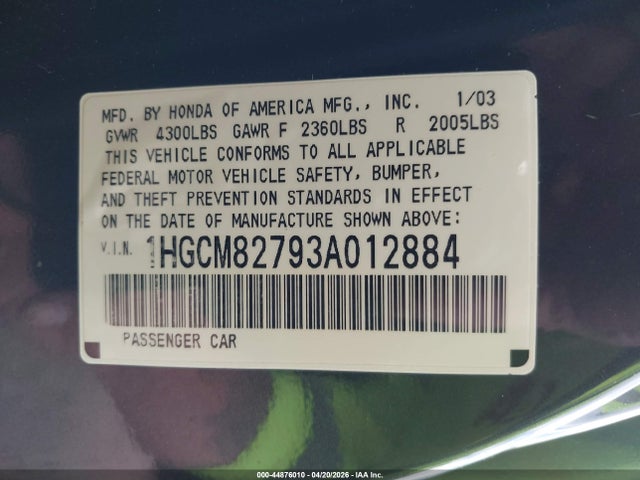 MFD. BY HONDA OF AMERICA MFG., INC. 1/03
GVWR 4300LBS GAWR F 2360LBS R 2005LBS
THIS VEHICLE CONFORMS TO ALL APPLICABLE
FEDERAL MOTOR VEHICLE SAFETY, BUMPER,
AND THEFT PREVENTION STANDARDS IN EFFECT
ON THE DATE OF MANUFACTURE SHOWN ABOVE:
V.I.N. 1HGCM82793A012884
PASSENGER CAR
000-44876010 - 04/20/2026 - IAA Inc.